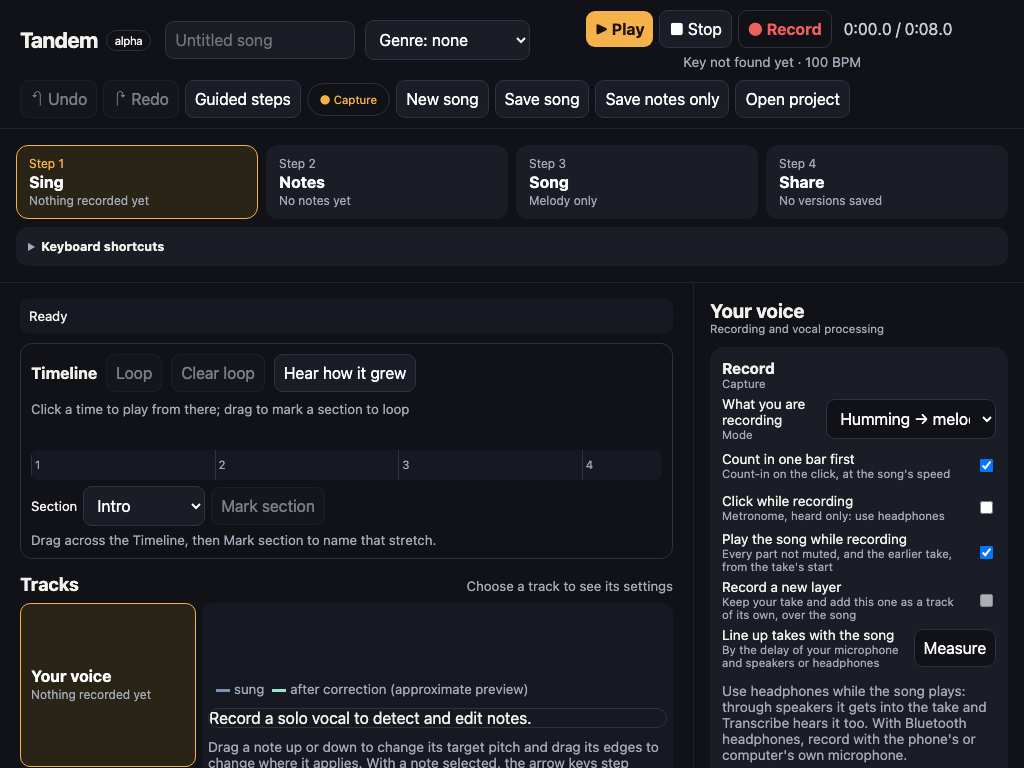 Tandem alpha Untitled song Genre: none Play Stop Record 0:00.0 / 0:08.0
Key not found yet · 100 BPM
Undo Redo Guided steps Capture New song Save song Save notes only Open project
Step 1
Sing
Nothing recorded yet
Step 2
Notes
No notes yet
Step 3
Song
Melody only
Step 4
Share
No versions saved
Keyboard shortcuts
Ready
Timeline Loop Clear loop Hear how it grew
Click a time to play from there; drag to mark a section to loop
1 2 3 4
Section Intro Mark section
Drag across the Timeline, then Mark section to name that stretch.
Tracks Choose a track to see its settings
Your voice
Nothing recorded yet
sung after correction (approximate preview)
Record a solo vocal to detect and edit notes.
Drag a note up or down to change its target pitch and drag its edges to
change where it applies. With a note selected, the arrow keys step
Your voice
Recording and vocal processing
Record
Capture
What you are
recording
Mode
Humming → melo
Count in one bar first
Count-in on the click, at the song's speed
Click while recording
Metronome, heard only: use headphones
Play the song while recording
Every part not muted, and the earlier take,
from the take's start
Record a new layer
Keep your take and add this one as a track
of its own, over the song
Line up takes with the song
By the delay of your microphone
and speakers or headphones
Measure
Use headphones while the song plays:
through speakers it gets into the take and
Transcribe hears it too. With Bluetooth
headphones, record with the phone's or
computer's own microphone.